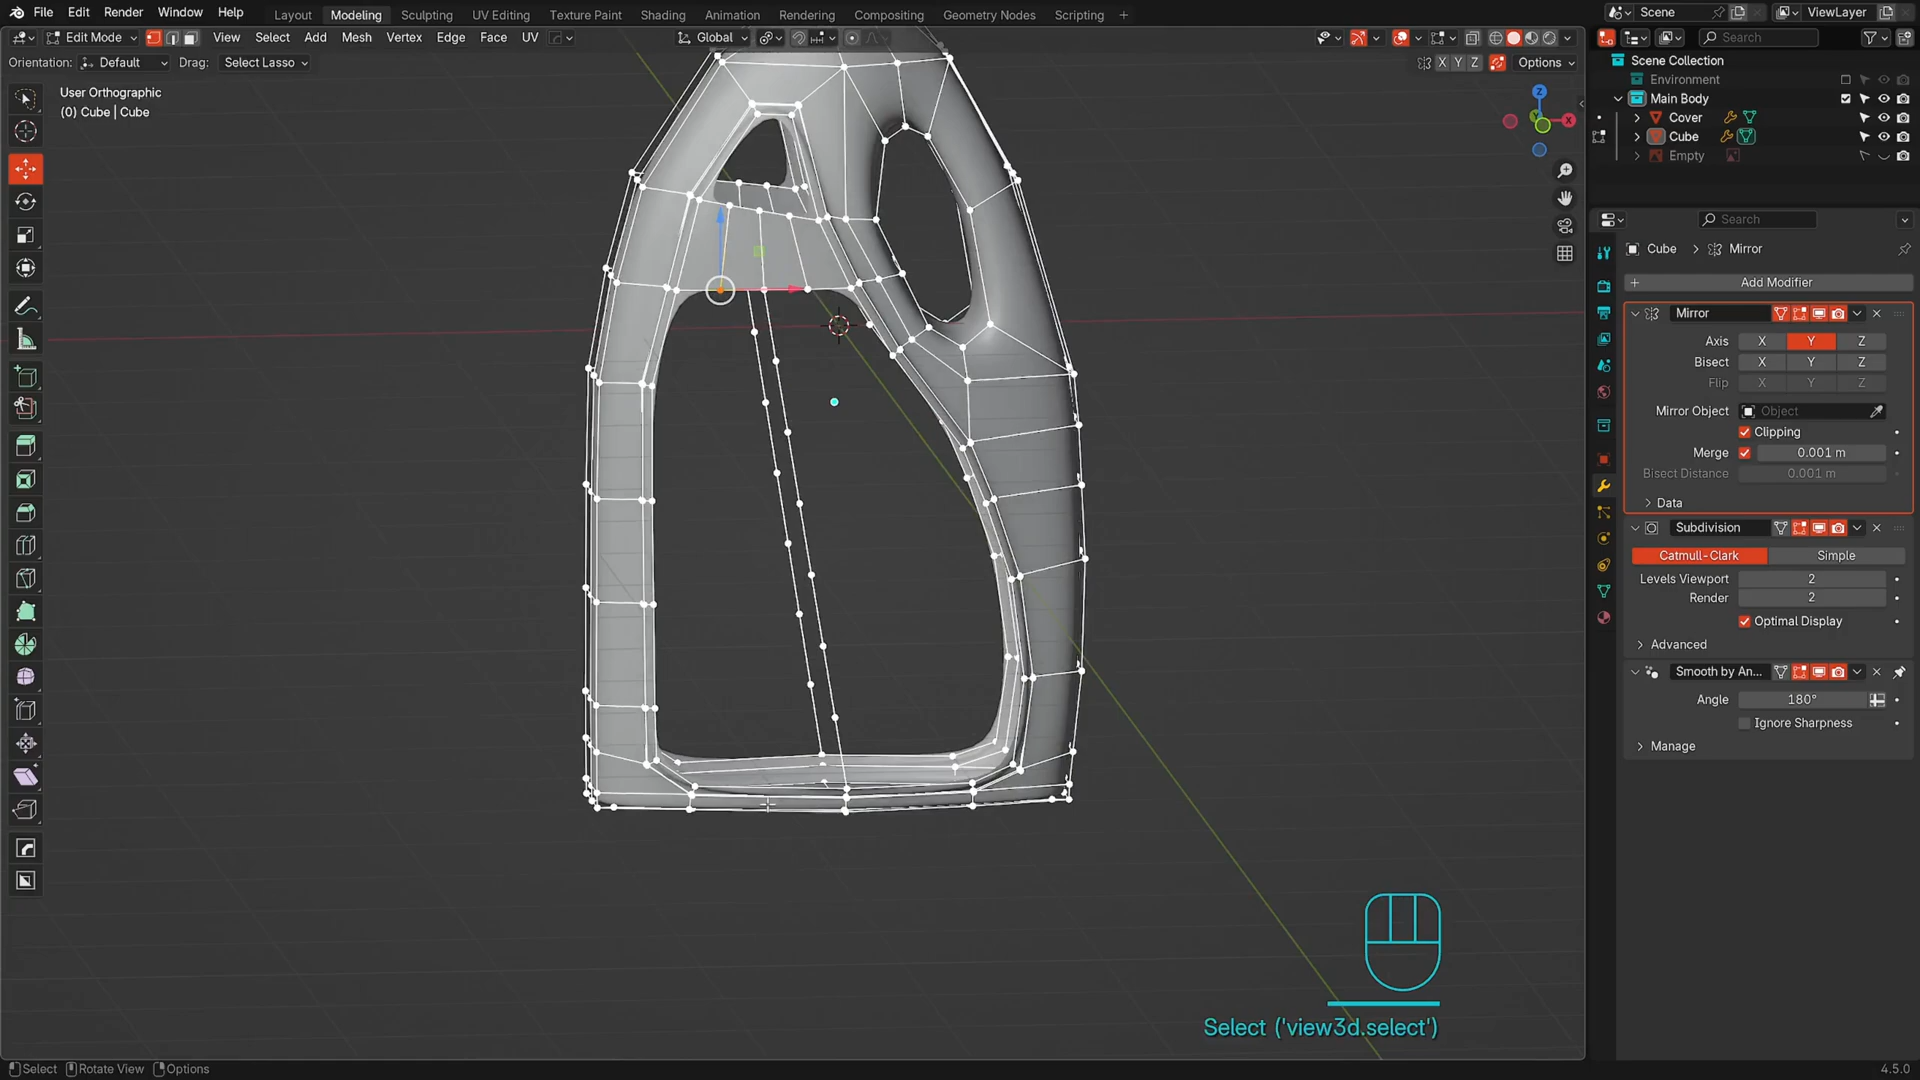 File Edit Render Window Help Layout Modeling Sculpting UV Editing Texture Paint Shading Animation Rendering Compositing Geometry Nodes Scripting + Scene ViewLayer
Edit Mode View Select Add Mesh Vertex Edge Face UV Global Search
Orientation: Default Drag: Select Lasso X Y Z Options
Scene Collection
Environment
Main Body
Cover
Cube
Empty
User Orthographic
(0) Cube | Cube
Z
X
Search
Cube > Mirror
+ Add Modifier
Mirror
Axis X Y Z
Bisect X Y Z
Flip X Y Z
Mirror Object Object
Clipping
Merge 0.001 m
Bisect Distance 0.001 m
Data
Subdivision
Catmull-Clark Simple
Levels Viewport 2
Render 2
Optimal Display
Advanced
Smooth by An...
Angle 180°
Ignore Sharpness
Manage
Select ('view3d.select')
Select Rotate View Options 4.5.0